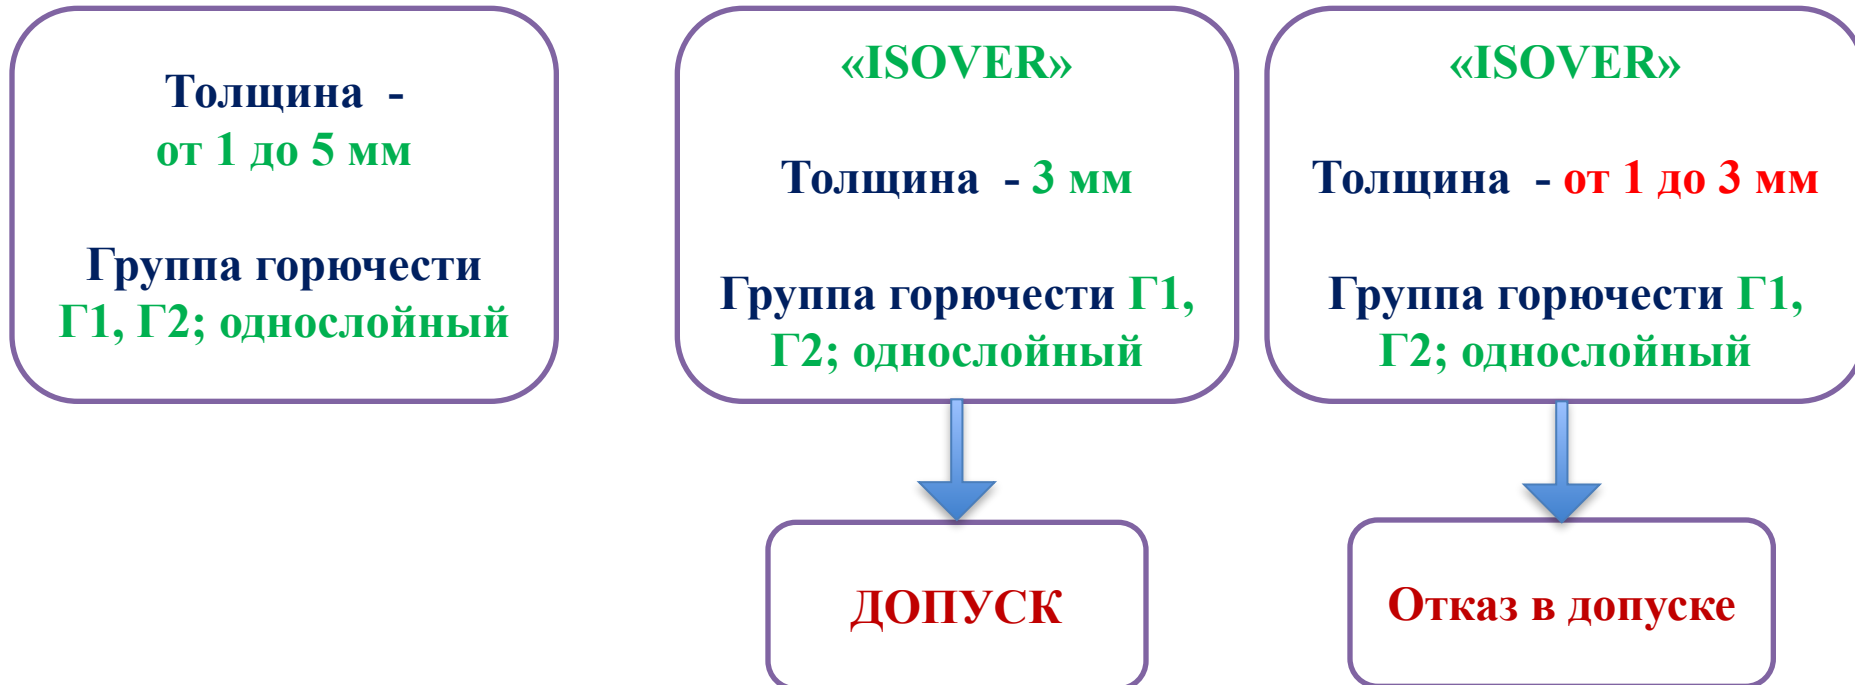 Толщина -
от 1 до 5 мм
Группа горючести
Г1, Г2; однослойный
«ISOVER»
Толщина - 3 мм
Группа горючести Г1,
Г2; однослойный
ДОПУСК
«ISOVER»
Толщина - от 1 до 3 мм
Группа горючести Г1,
Г2; однослойный
Отказ в допуске